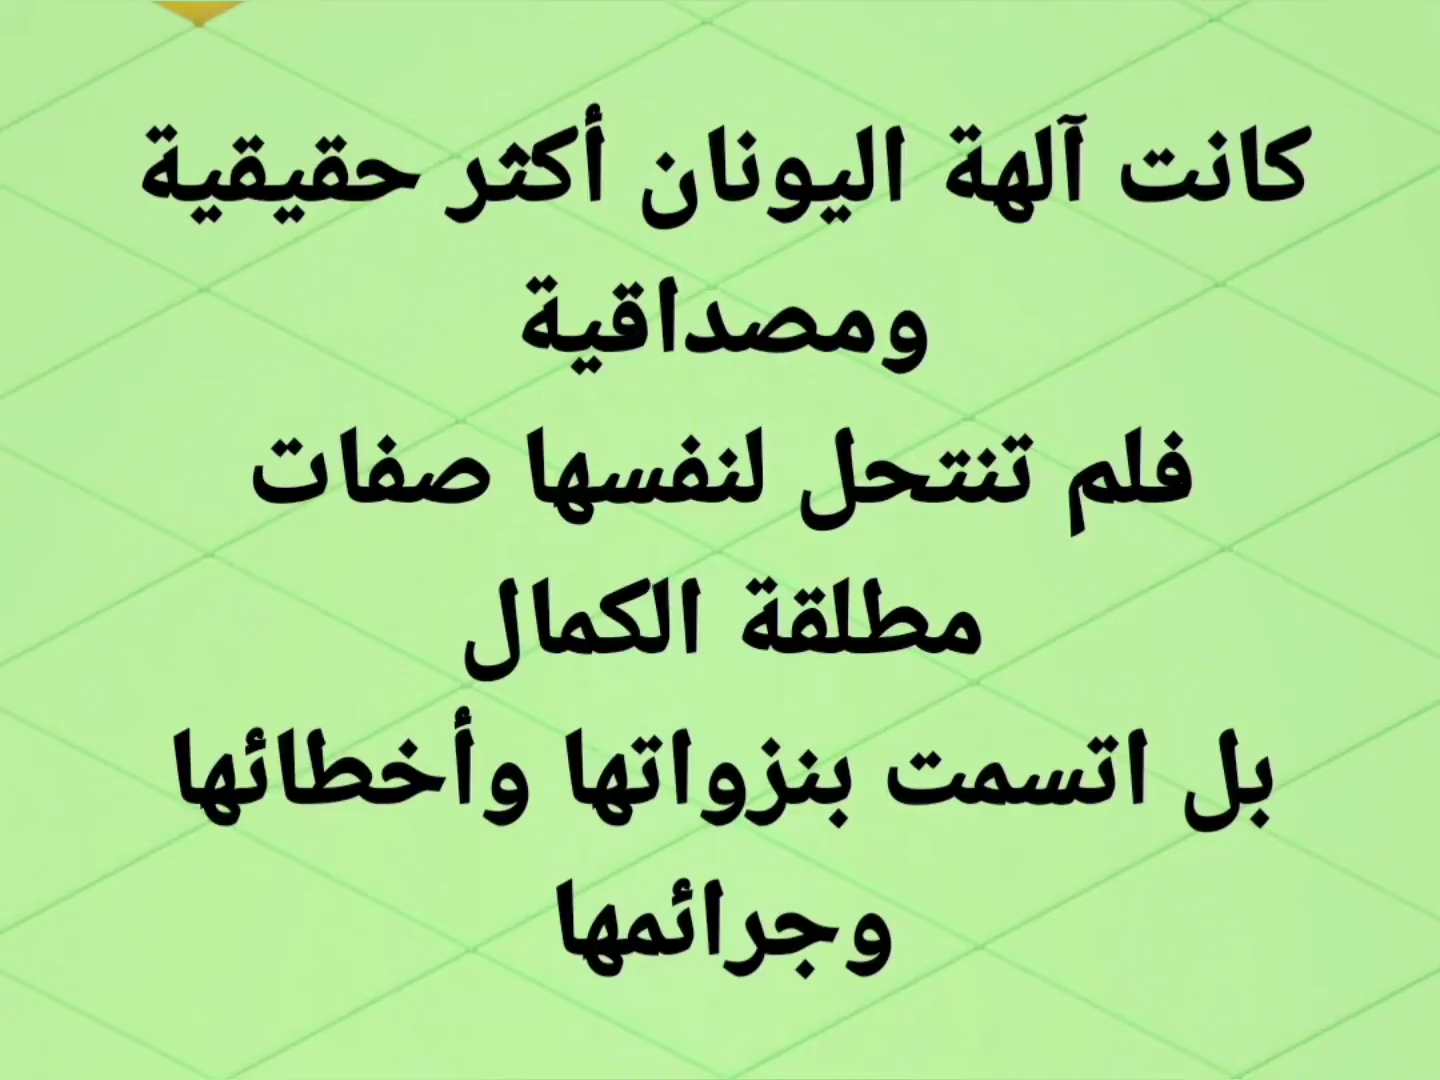 كانت آلهة اليونان أكثر حقيقية
ومصداقية
فلم تنتحل لنفسها صفات
مطلقة الكمال
بل اتسمت بنزواتها وأخطائها
وجرائمها